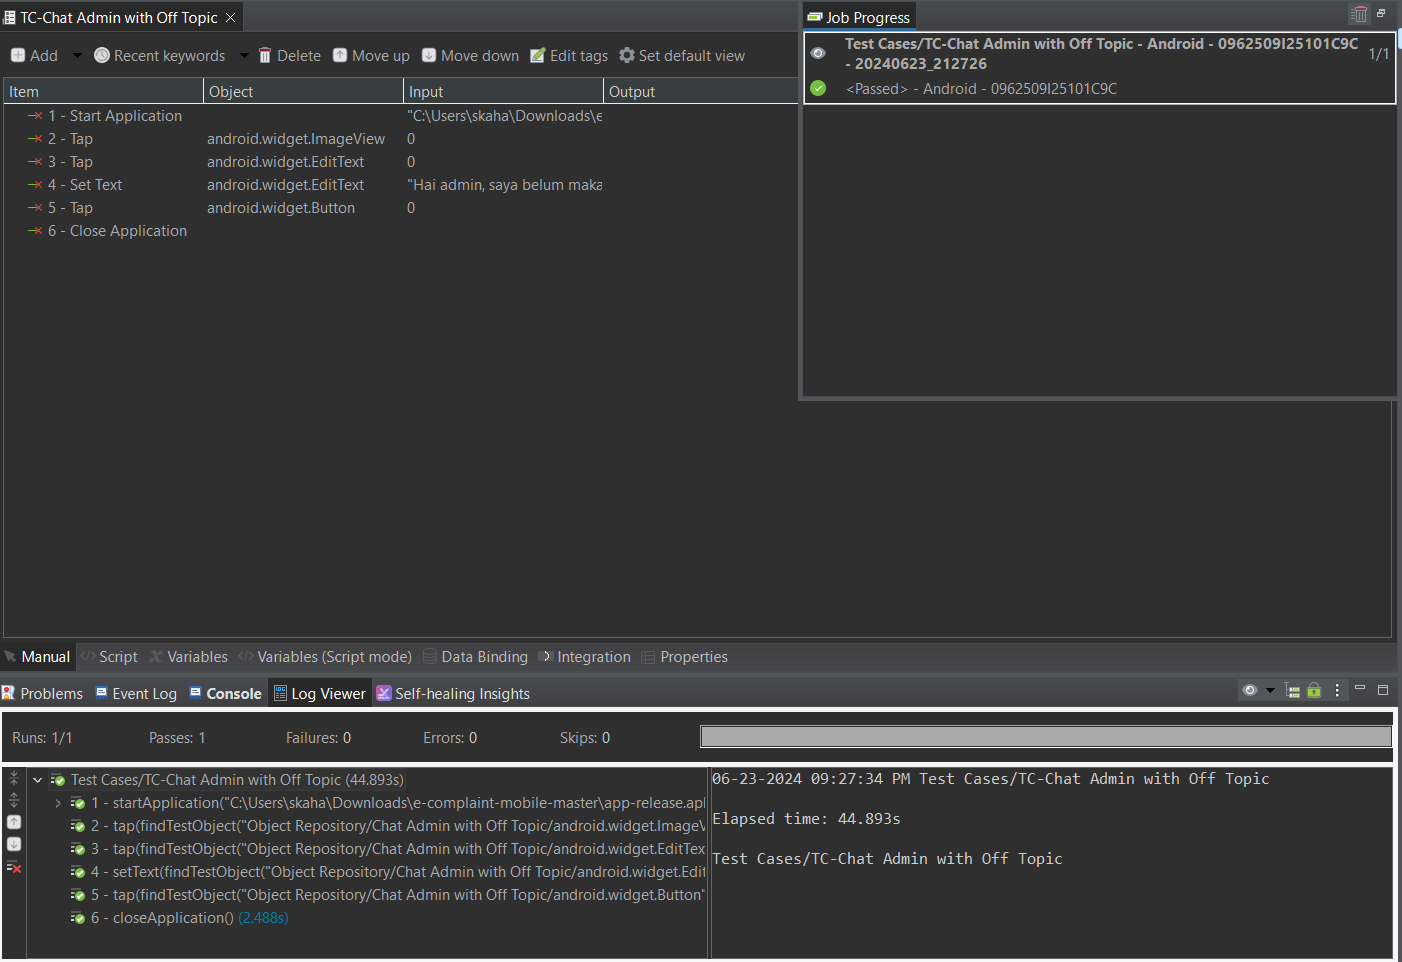 TC-Chat Admin with Off Topic
Add Recent keywords Delete Move up Move down Edit tags Set default view
Item Object Input Output
1 - Start Application "C:\Users\skaha\Downloads\e
2 - Tap android.widget.ImageView 0
3 - Tap android.widget.EditText 0
4 - Set Text android.widget.EditText "Hai admin, saya belum maka
5 - Tap android.widget.Button 0
6 - Close Application
Job Progress
Test Cases/TC-Chat Admin with Off Topic - Android - 0962509I25101C9C
- 20240623_212726
1/1
<Passed> - Android - 0962509I25101C9C
Manual Script Variables Variables (Script mode) Data Binding Integration Properties
Problems Event Log Console Log Viewer Self-healing Insights
Runs: 1/1 Passes: 1 Failures: 0 Errors: 0 Skips: 0
Test Cases/TC-Chat Admin with Off Topic (44.893s)
1 - startApplication("C:\Users\skaha\Downloads\e-complaint-mobile-master\app-release.apl
2 - tap(findTestObject("Object Repository/Chat Admin with Off Topic/android.widget.Image\
3 - tap(findTestObject("Object Repository/Chat Admin with Off Topic/android.widget.EditTex
4 - setText(findTestObject("Object Repository/Chat Admin with Off Topic/android.widget.Edit
5 - tap(findTestObject("Object Repository/Chat Admin with Off Topic/android.widget.Button"
6 - closeApplication() (2.488s)
06-23-2024 09:27:34 PM Test Cases/TC-Chat Admin with Off Topic
Elapsed time: 44.893s
Test Cases/TC-Chat Admin with Off Topic